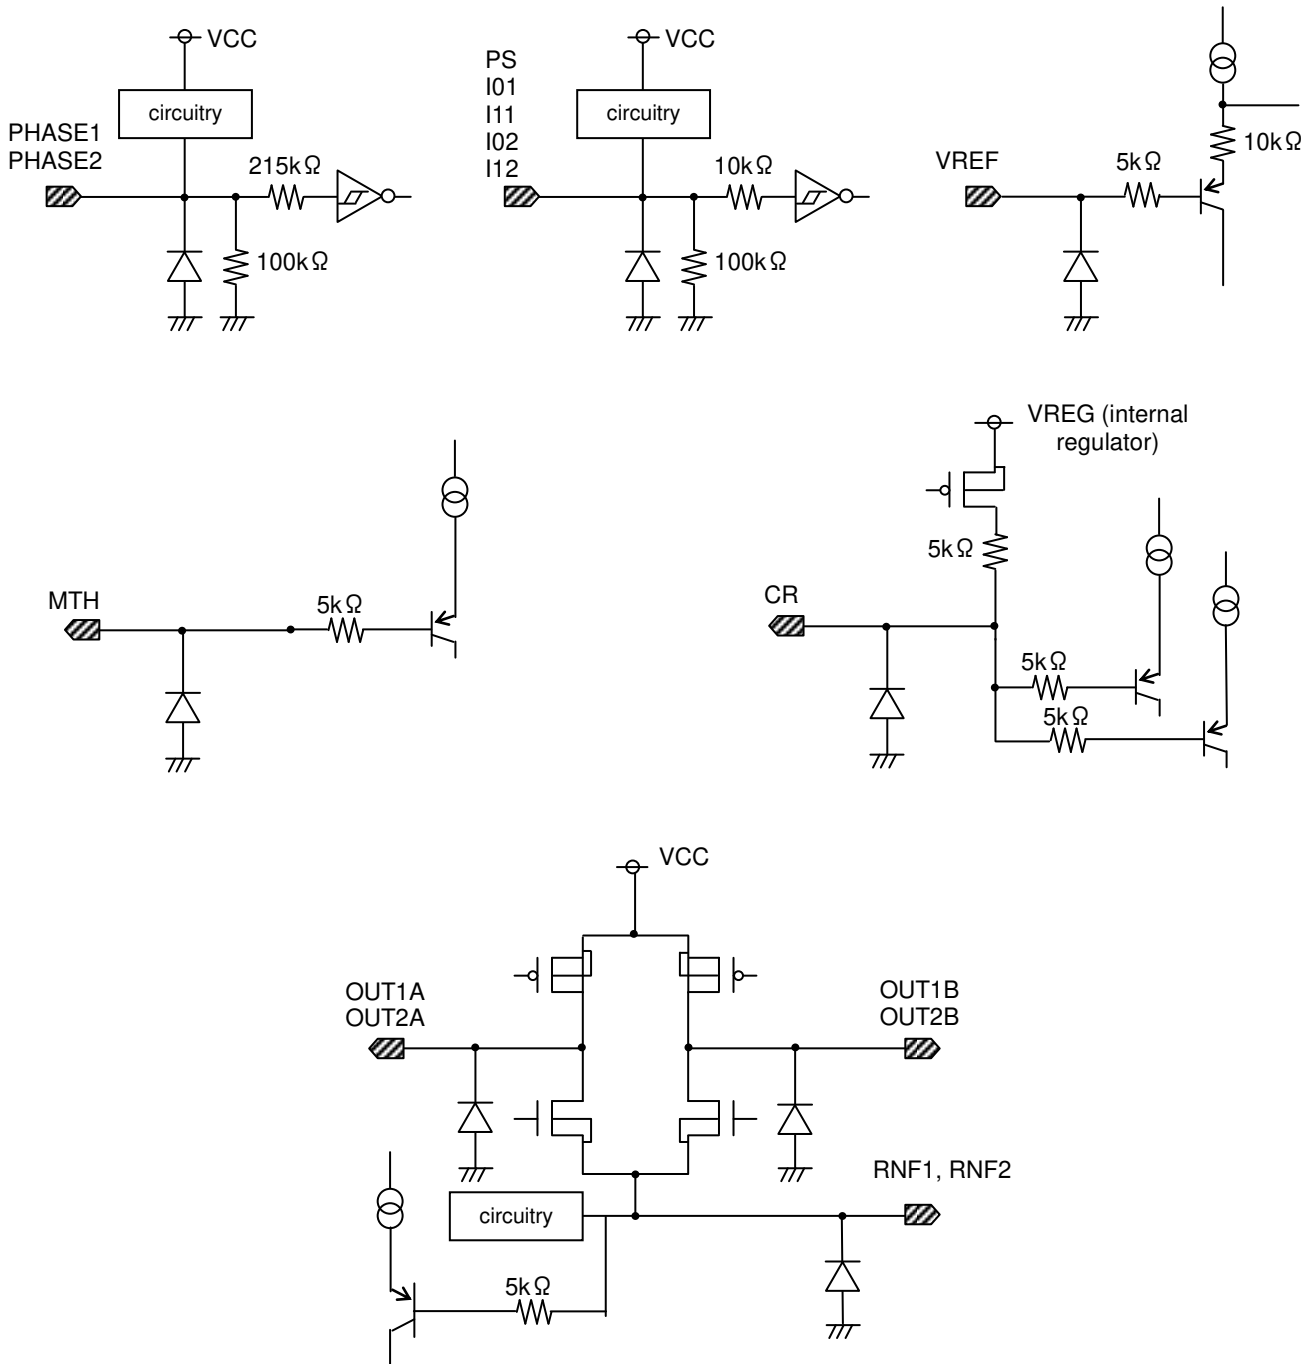 VCC
circuitry
PHASE1
PHASE2
215kΩ
100kΩ
VCC
PS
I01
I11
I02
I12
circuitry
10kΩ
100kΩ
VREF
5kΩ
10kΩ
MTH
5kΩ
VREG (internal
regulator)
5kΩ
CR
5kΩ
5kΩ
VCC
OUT1A
OUT2A
OUT1B
OUT2B
RNF1, RNF2
circuitry
5kΩ